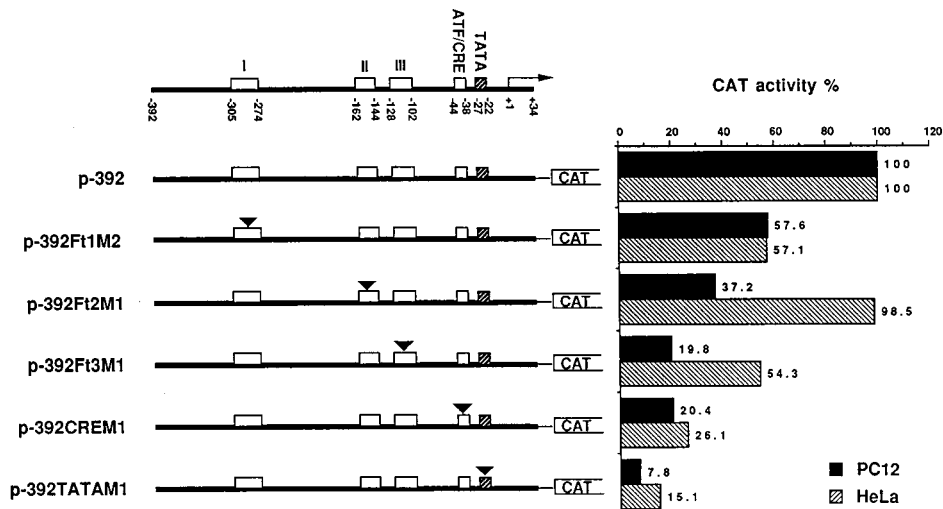 I II III ATF/CRE TATA
-392 -305 -274 -162 -144 -128 -102 -44 -38 -27 -22 +1 +34
CAT activity %
0 20 40 60 80 100 120
p-392 CAT 100
100
p-392Ft1M2 CAT 57.6
57.1
p-392Ft2M1 CAT 37.2
98.5
p-392Ft3M1 CAT 19.8
54.3
p-392CREM1 CAT 20.4
26.1
p-392TATAM1 CAT 7.8
15.1
PC12
HeLa